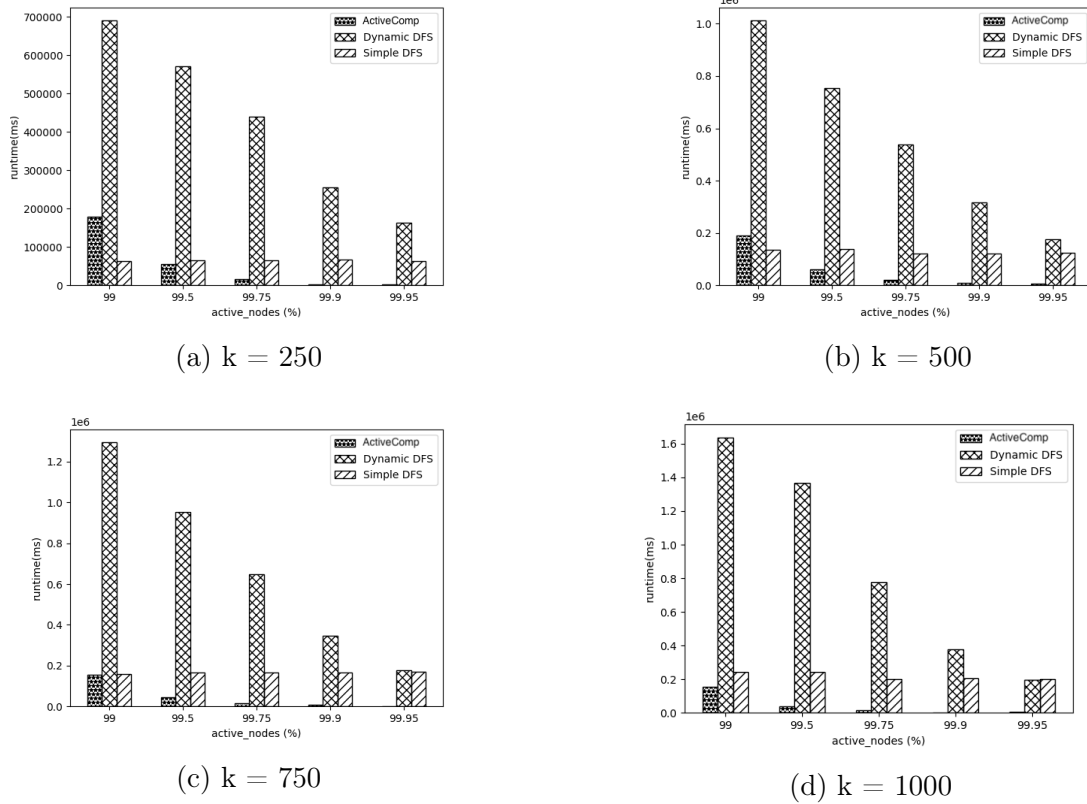 700000
600000
500000
400000
300000
200000
100000
0
runtime(ms)
ActiveComp
Dynamic DFS
Simple DFS
99 99.5 99.75 99.9 99.95
active_nodes (%)
(a) k = 250
1e6
1.0
0.8
0.6
0.4
0.2
0.0
runtime(ms)
ActiveComp
Dynamic DFS
Simple DFS
99 99.5 99.75 99.9 99.95
active_nodes (%)
(b) k = 500
1e6
1.2
1.0
0.8
0.6
0.4
0.2
0.0
runtime(ms)
ActiveComp
Dynamic DFS
Simple DFS
99 99.5 99.75 99.9 99.95
active_nodes (%)
(c) k = 750
1e6
1.6
1.4
1.2
1.0
0.8
0.6
0.4
0.2
0.0
runtime(ms)
ActiveComp
Dynamic DFS
Simple DFS
99 99.5 99.75 99.9 99.95
active_nodes (%)
(d) k = 1000